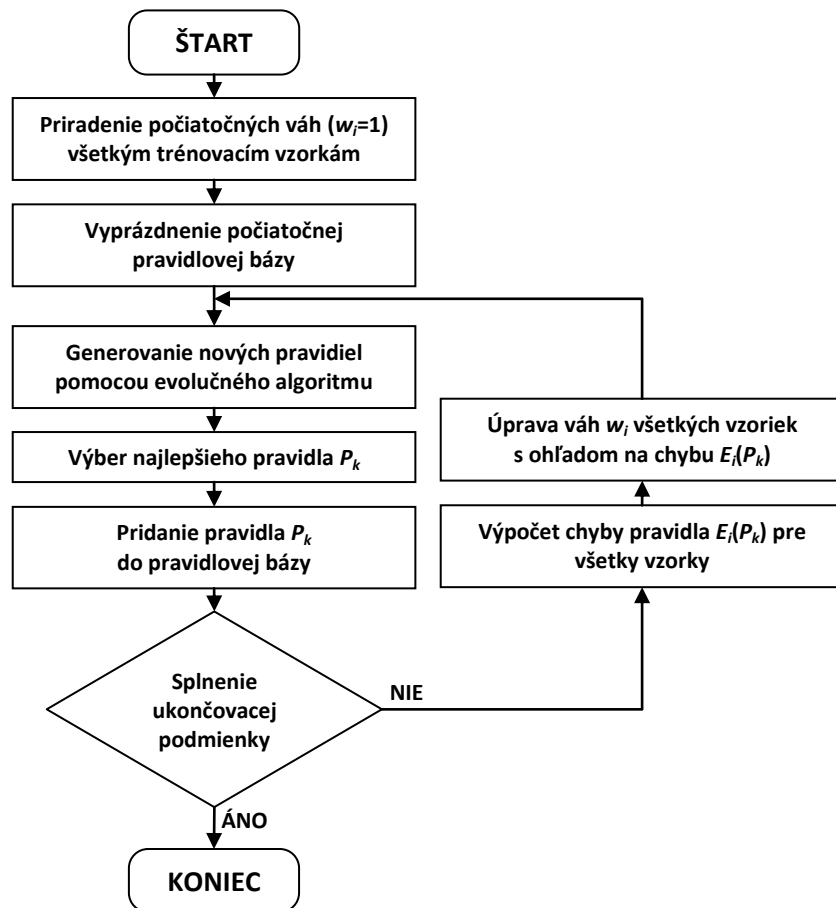 ŠTART
Priradenie počiatočných váh (wi=1)
všetkým trénovacím vzorkám
Vyprázdnenie počiatočnej
pravidlovej bázy
Generovanie nových pravidiel
pomocou evolučného algoritmu
Výber najlepšieho pravidla Pk
Pridanie pravidla Pk
do pravidlovej bázy
Splnenie
ukončovacej
podmienky
NIE
Výpočet chyby pravidla Ei(Pk) pre
všetky vzorky
Úprava váh wi všetkých vzoriek
s ohľadom na chybu Ei(Pk)
ÁNO
KONIEC